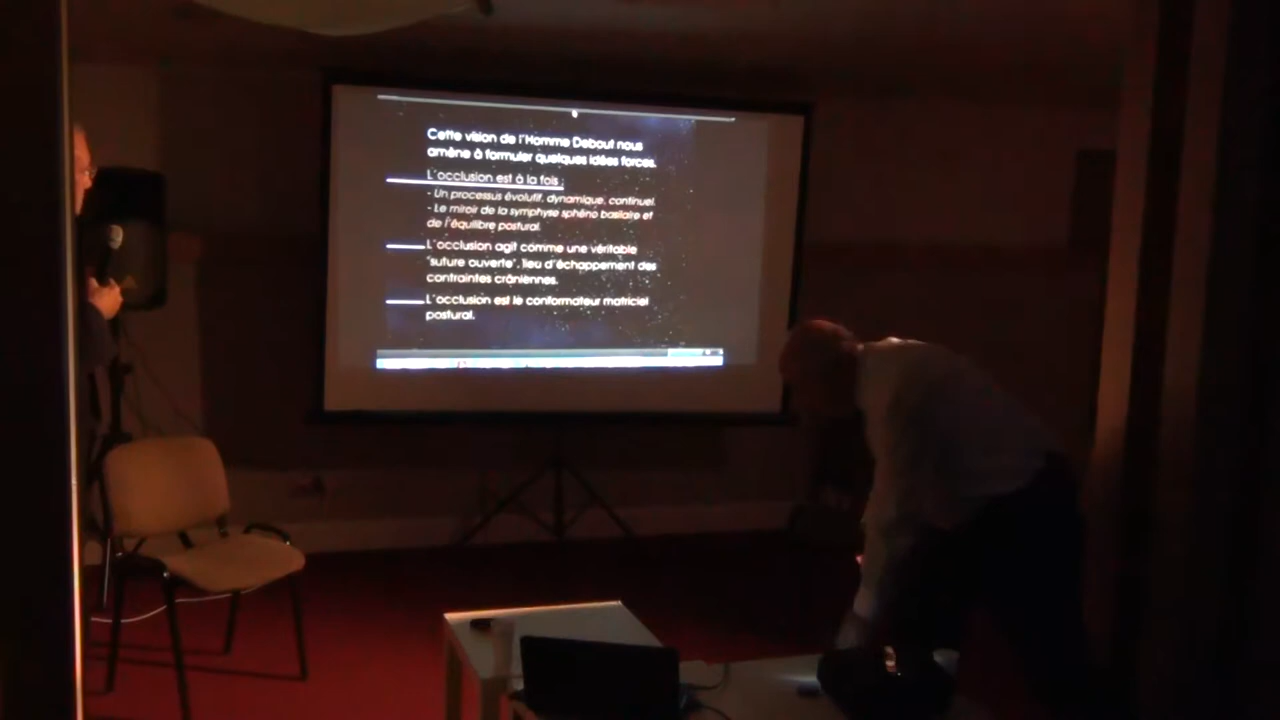 Cette vision de l'Homme Debout nous
amène à formuler quelques idées forces.
L'occlusion est à la fois :
- Un processus évolutif, dynamique, continuel.
- Le miroir de la symphyse sphéno basilaire et
de l'équilibre postural.
L'occlusion agit comme une véritable
"suture ouverte", lieu d'échappement des
contraintes crâniennes.
L'occlusion est le conformateur matriciel
postural.